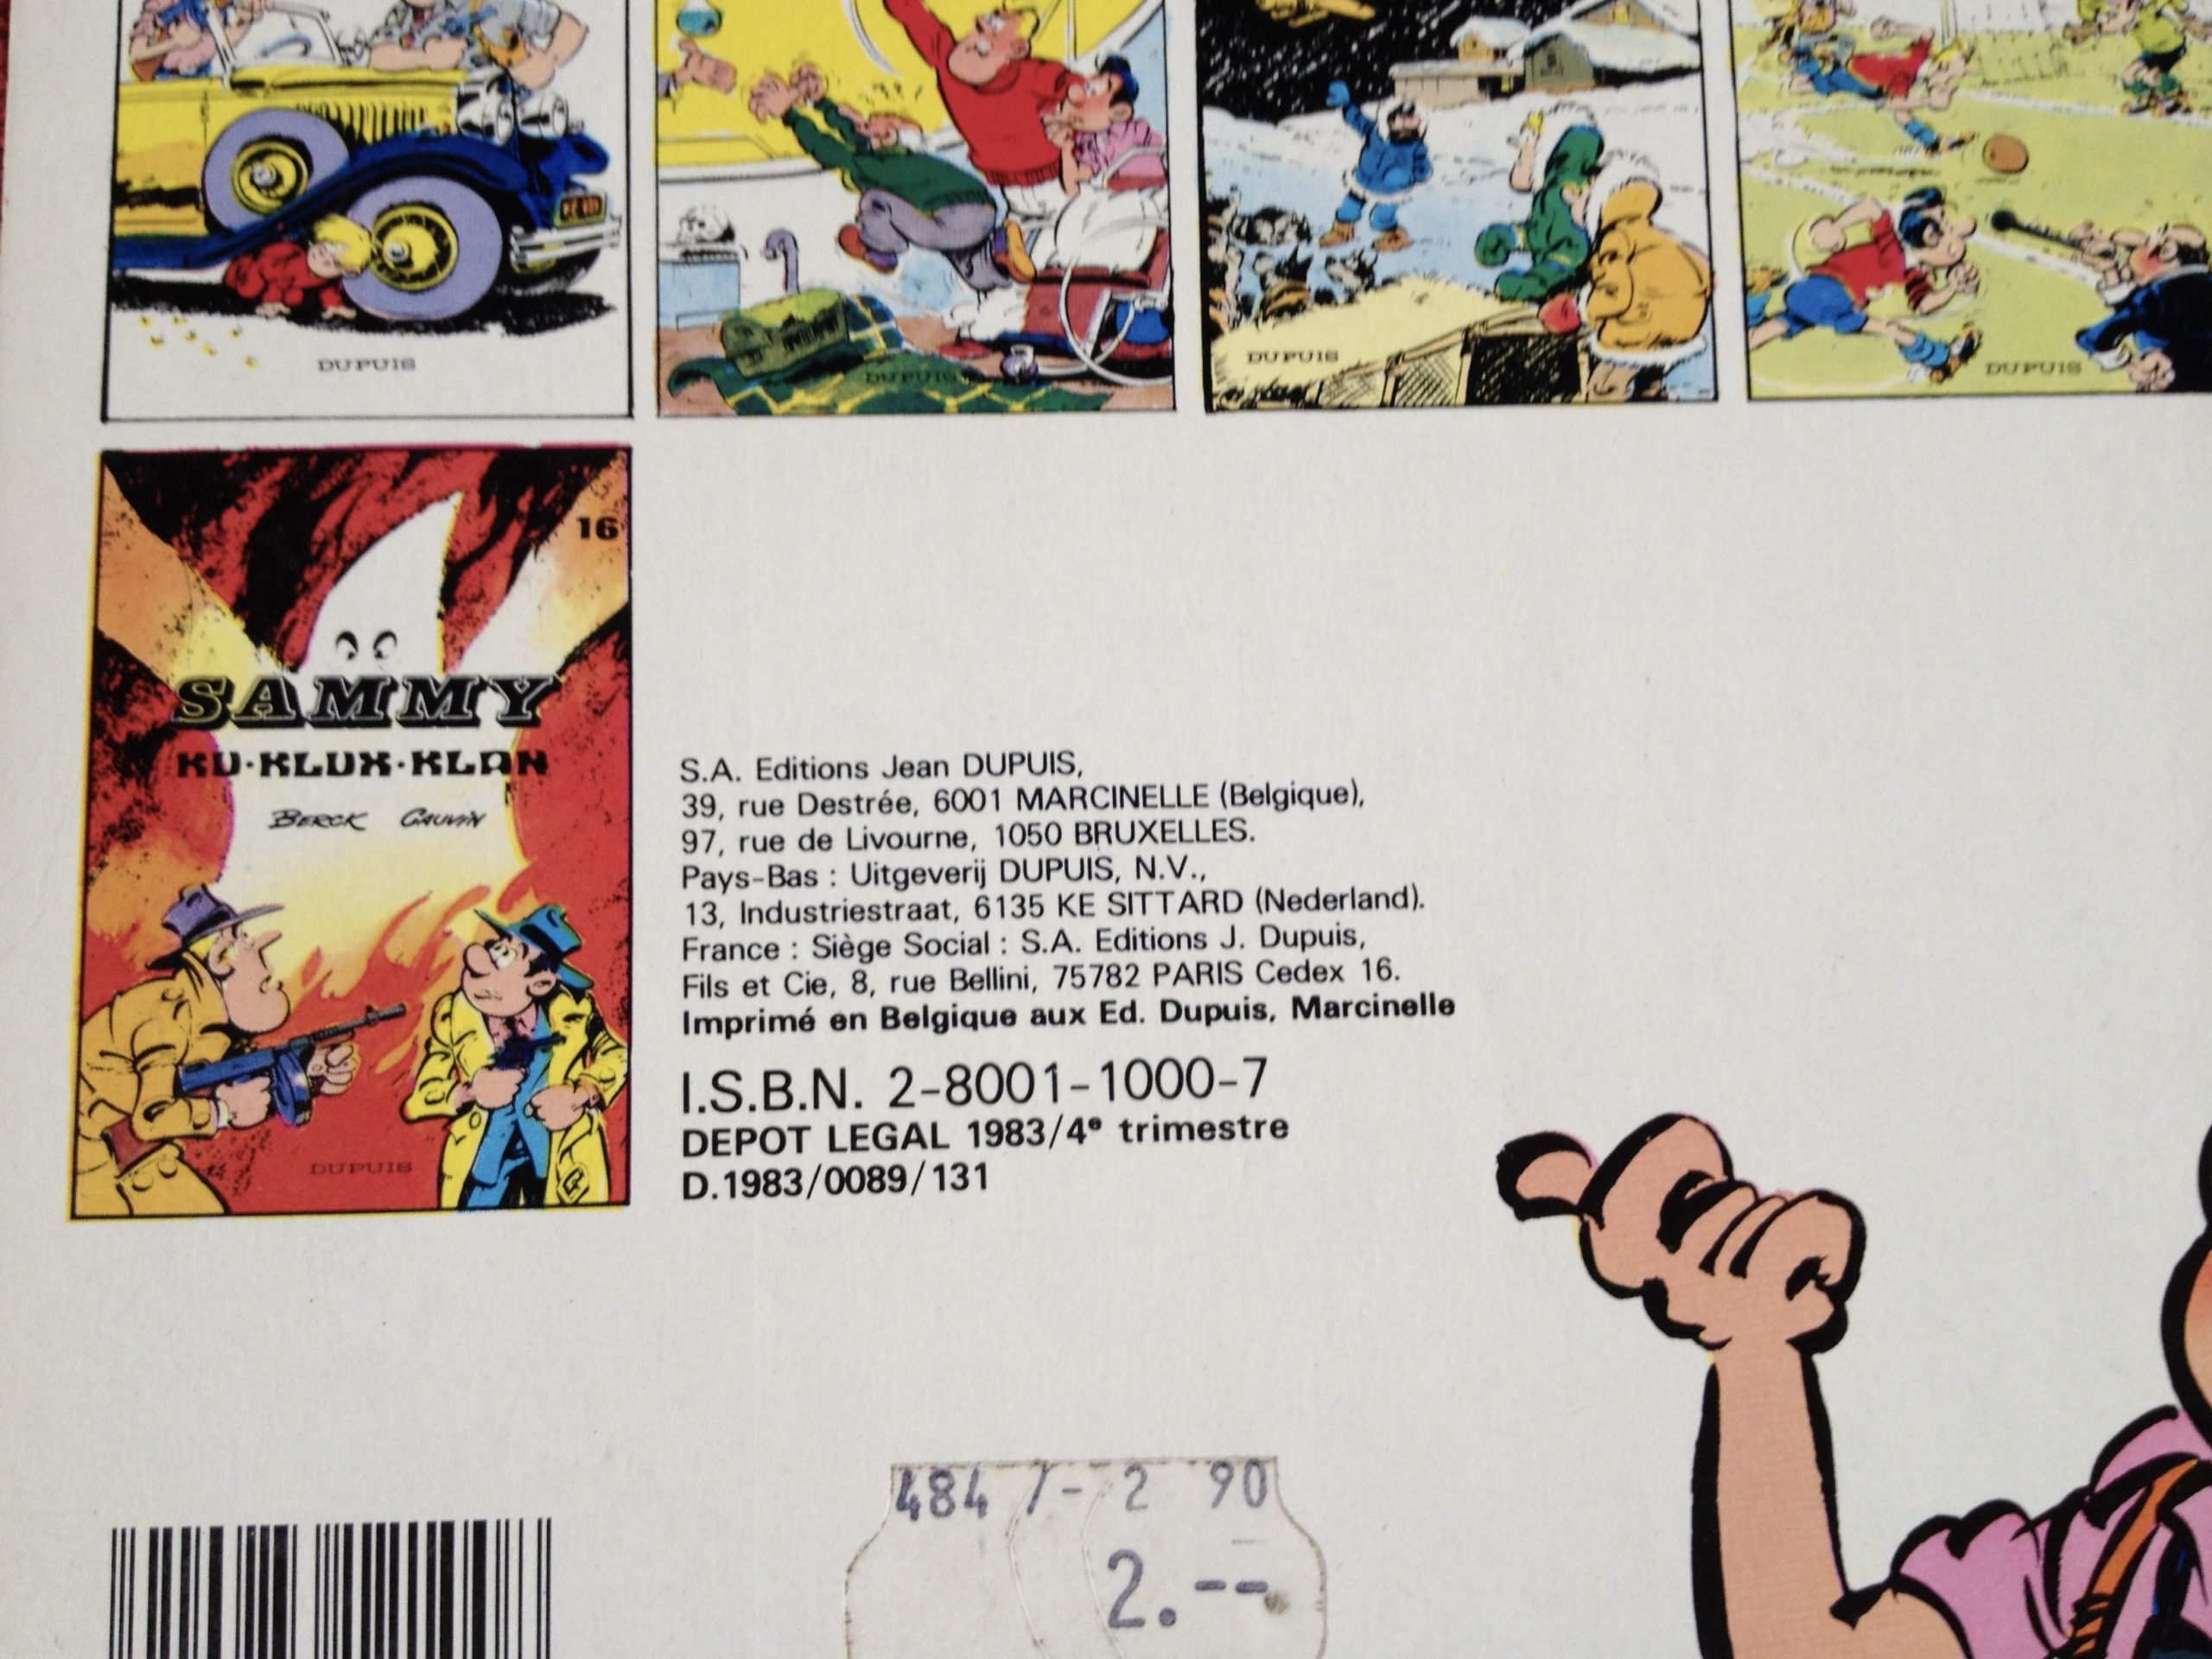 DUPUIS
DUPUIS
DUPUIS
DUPUIS
16
SAMMY
KU·KLUX·KLAN
BERCK GAUVIN
DUPUIS
S.A. Editions Jean DUPUIS,
39, rue Destrée, 6001 MARCINELLE (Belgique),
97, rue de Livourne, 1050 BRUXELLES.
Pays-Bas : Uitgeverij DUPUIS, N.V.,
13, Industriestraat, 6135 KE SITTARD (Nederland).
France : Siège Social : S.A. Editions J. Dupuis,
Fils et Cie, 8, rue Bellini, 75782 PARIS Cedex 16.
Imprimé en Belgique aux Ed. Dupuis, Marcinelle
I.S.B.N. 2-8001-1000-7
DEPOT LEGAL 1983/4e trimestre
D.1983/0089/131
484 /- 2 90
2.--